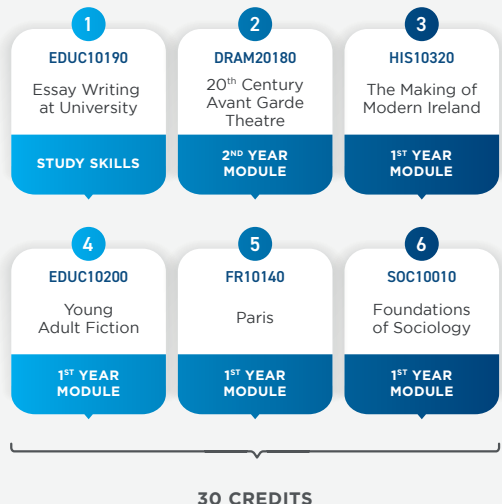 1
EDUC10190
Essay Writing
at University
STUDY SKILLS
2
DRAM20180
20th Century
Avant Garde
Theatre
2ND YEAR
MODULE
3
HIS10320
The Making of
Modern Ireland
1ST YEAR
MODULE
4
EDUC10200
Young
Adult Fiction
1ST YEAR
MODULE
5
FR10140
Paris
1ST YEAR
MODULE
6
SOC10010
Foundations
of Sociology
1ST YEAR
MODULE
30 CREDITS